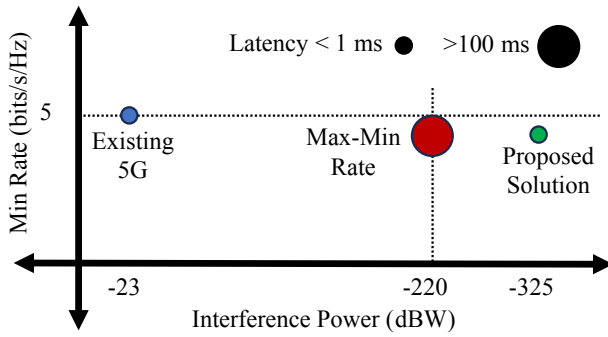 Latency < 1 ms
>100 ms
Min Rate (bits/s/Hz)
5
Existing
5G
Max-Min
Rate
Proposed
Solution
-23
-220
-325
Interference Power (dBW)